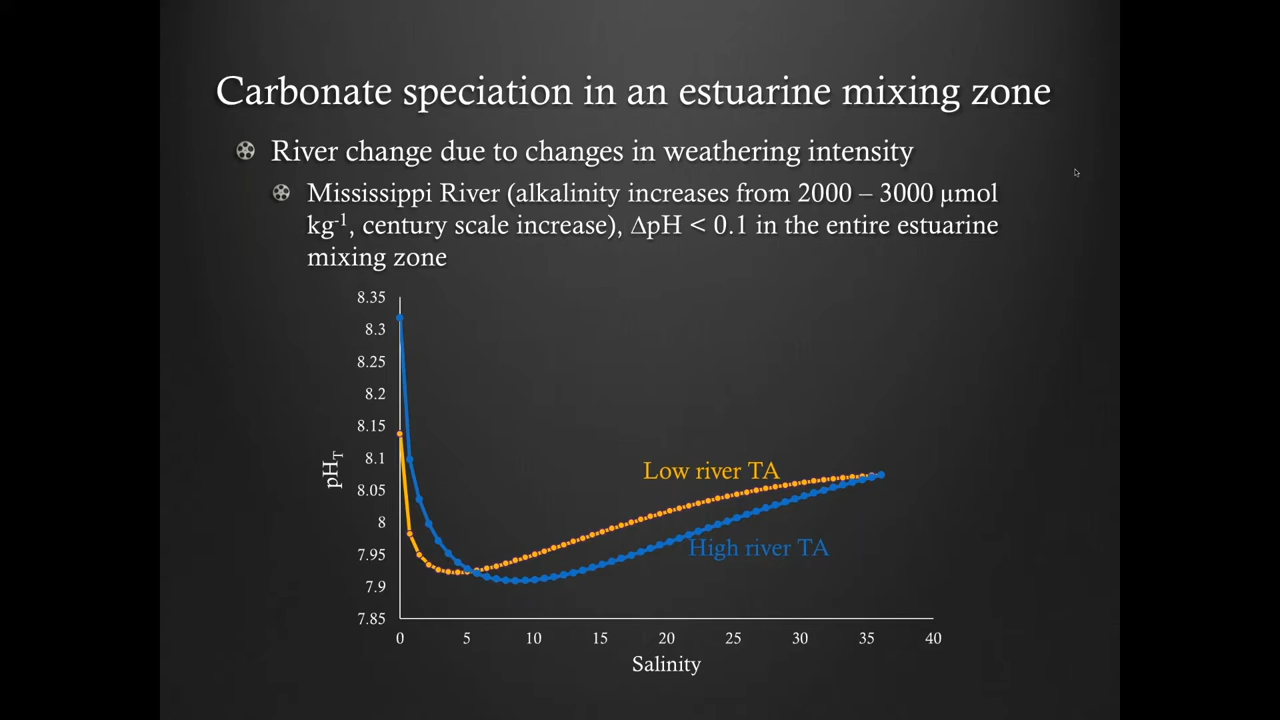 Carbonate speciation in an estuarine mixing zone
River change due to changes in weathering intensity
Mississippi River (alkalinity increases from 2000 – 3000 µmol
kg⁻¹, century scale increase), ΔpH < 0.1 in the entire estuarine
mixing zone
8.35
8.3
8.25
8.2
8.15
8.1
8.05
8
7.95
7.9
7.85
pH_T
Low river TA
High river TA
0 5 10 15 20 25 30 35 40
Salinity